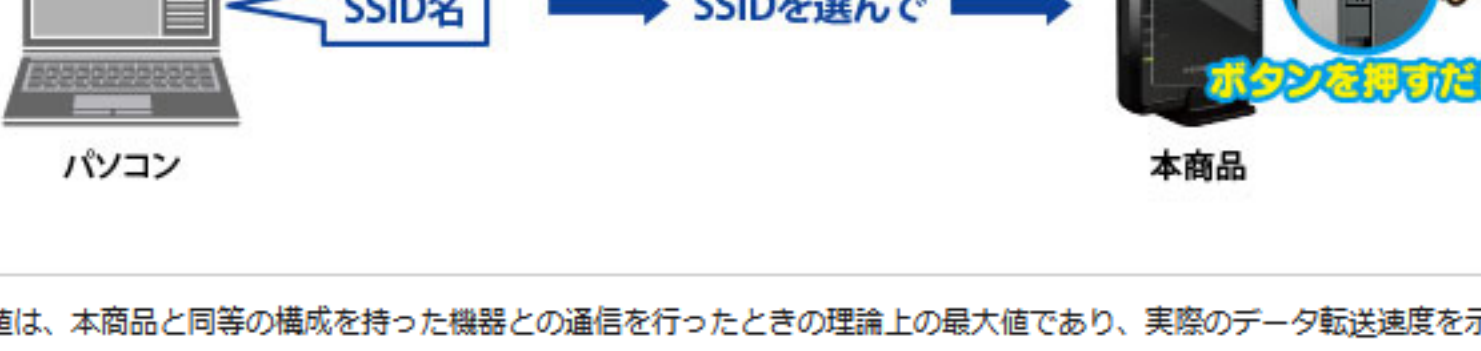 SSID名
SSIDを選んで
ボタンを押すだ
パソコン
本商品
値は、本商品と同等の構成を持った機器との通信を行ったときの理論上の最大値であり、実際のデータ転送速度を示